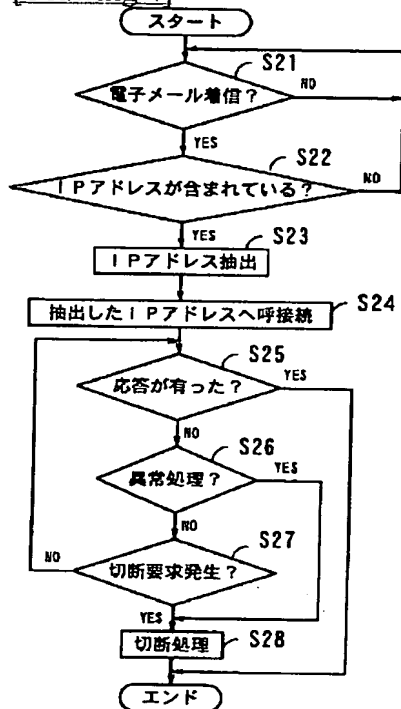 スタート
S21
電子メール着信?
NO
YES
S22
IPアドレスが含まれている?
NO
YES
S23
IPアドレス抽出
S24
抽出したIPアドレスへ呼接続
S25
応答が有った?
YES
NO
S26
異常処理?
YES
NO
S27
切断要求発生?
NO
YES
S28
切断処理
エンド